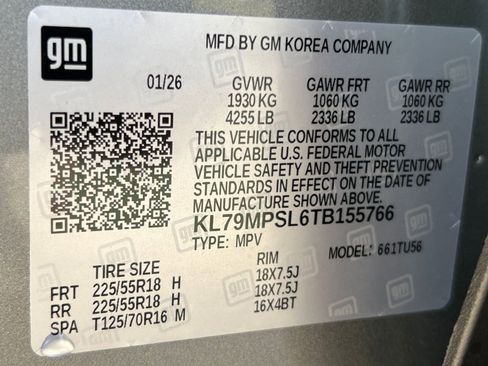 gm
MFD BY GM KOREA COMPANY
01/26 GVWR GAWR FRT GAWR RR
1930 KG 1060 KG 1060 KG
4255 LB 2336 LB 2336 LB
THIS VEHICLE CONFORMS TO ALL
APPLICABLE U.S. FEDERAL MOTOR
VEHICLE SAFETY AND THEFT PREVENTION
STANDARDS IN EFFECT ON THE DATE OF
MANUFACTURE SHOWN ABOVE.
KL79MPSL6TB155766
TYPE: MPV MODEL: 661TU56
TIRE SIZE RIM
FRT 225/55R18 H 18X7.5J
RR 225/55R18 H 18X7.5J
SPA T125/70R16 M 16X4BT